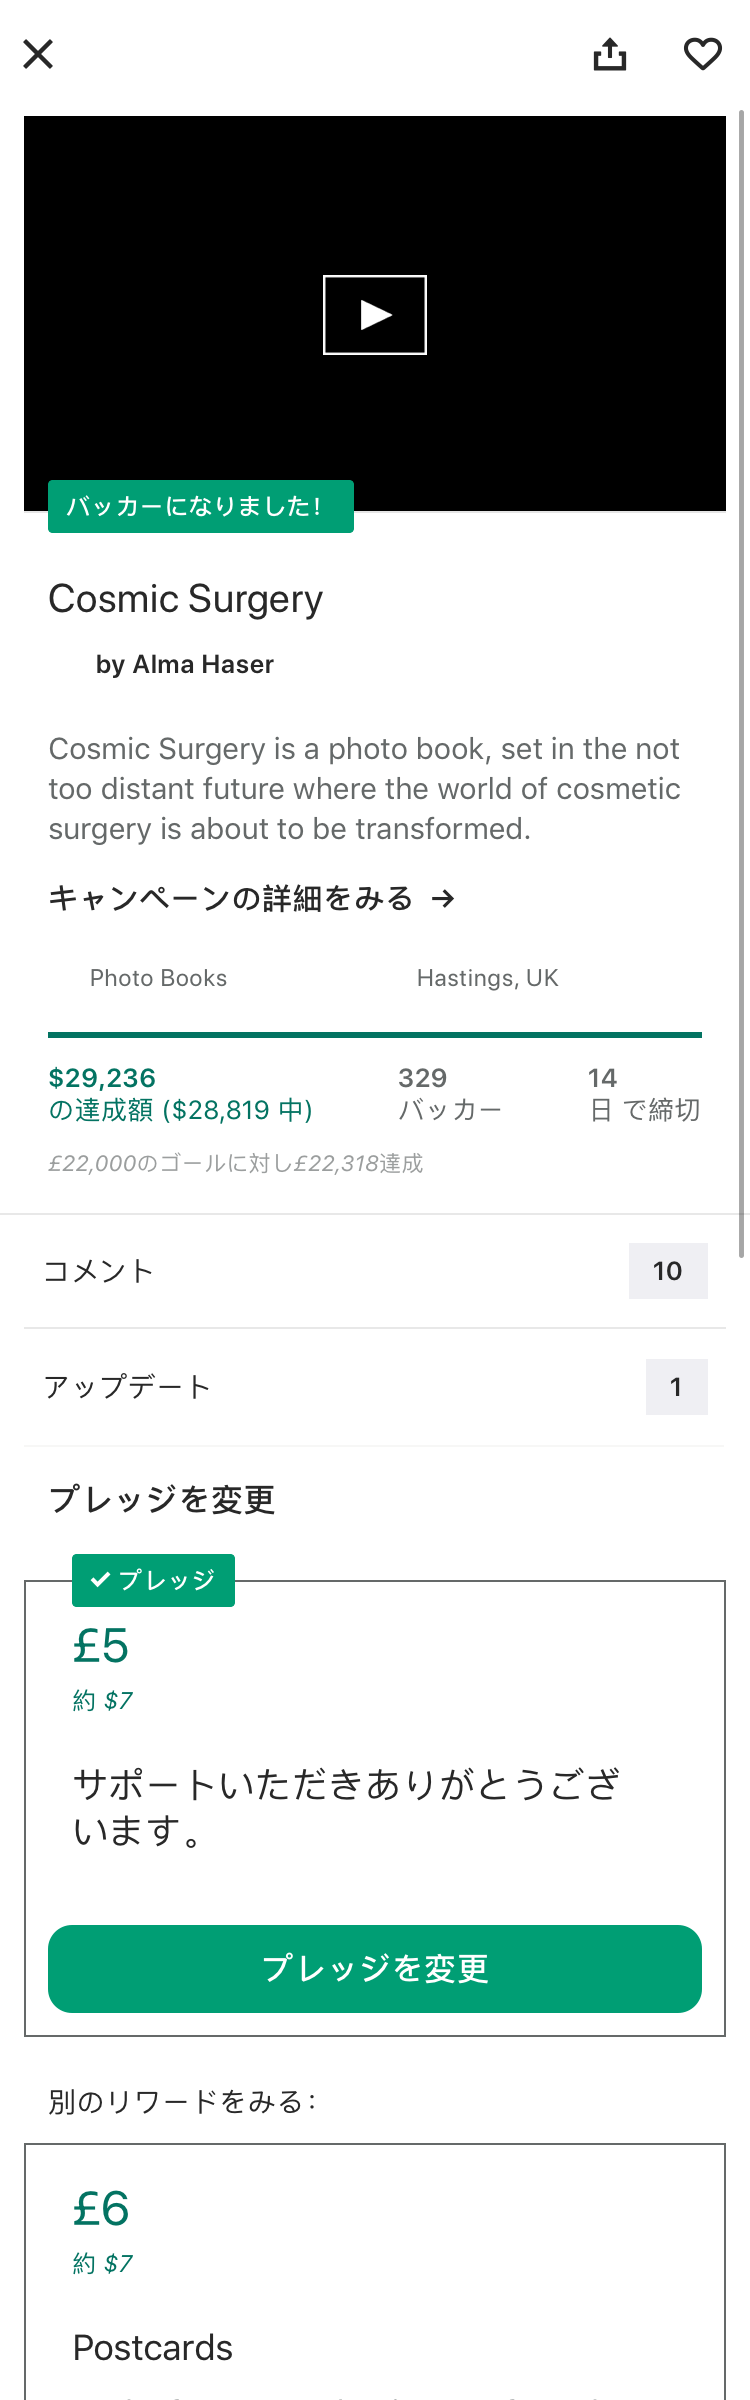 バッカーになりました！
Cosmic Surgery
by Alma Haser
Cosmic Surgery is a photo book, set in the not
too distant future where the world of cosmetic
surgery is about to be transformed.
キャンペーンの詳細をみる →
Photo Books
Hastings, UK
$29,236
の達成額 ($28,819 中)
329
バッカー
14
日 で締切
£22,000のゴールに対し£22,318達成
コメント
10
アップデート
1
プレッジを変更
プレッジ
£5
約 $7
サポートいただきありがとうござ
います。
プレッジを変更
別のリワードをみる：
£6
約 $7
Postcards